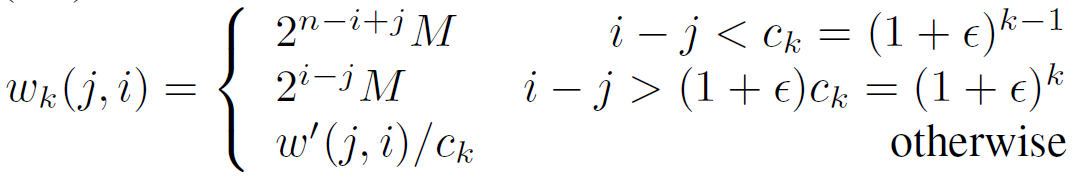 2^{n-i+j} M    i − j < c_k = (1 + ϵ)^{k−1}
w_k(j, i) = { 2^{i−j} M    i − j > (1 + ϵ)c_k = (1 + ϵ)^k
w′(j, i)/c_k    otherwise